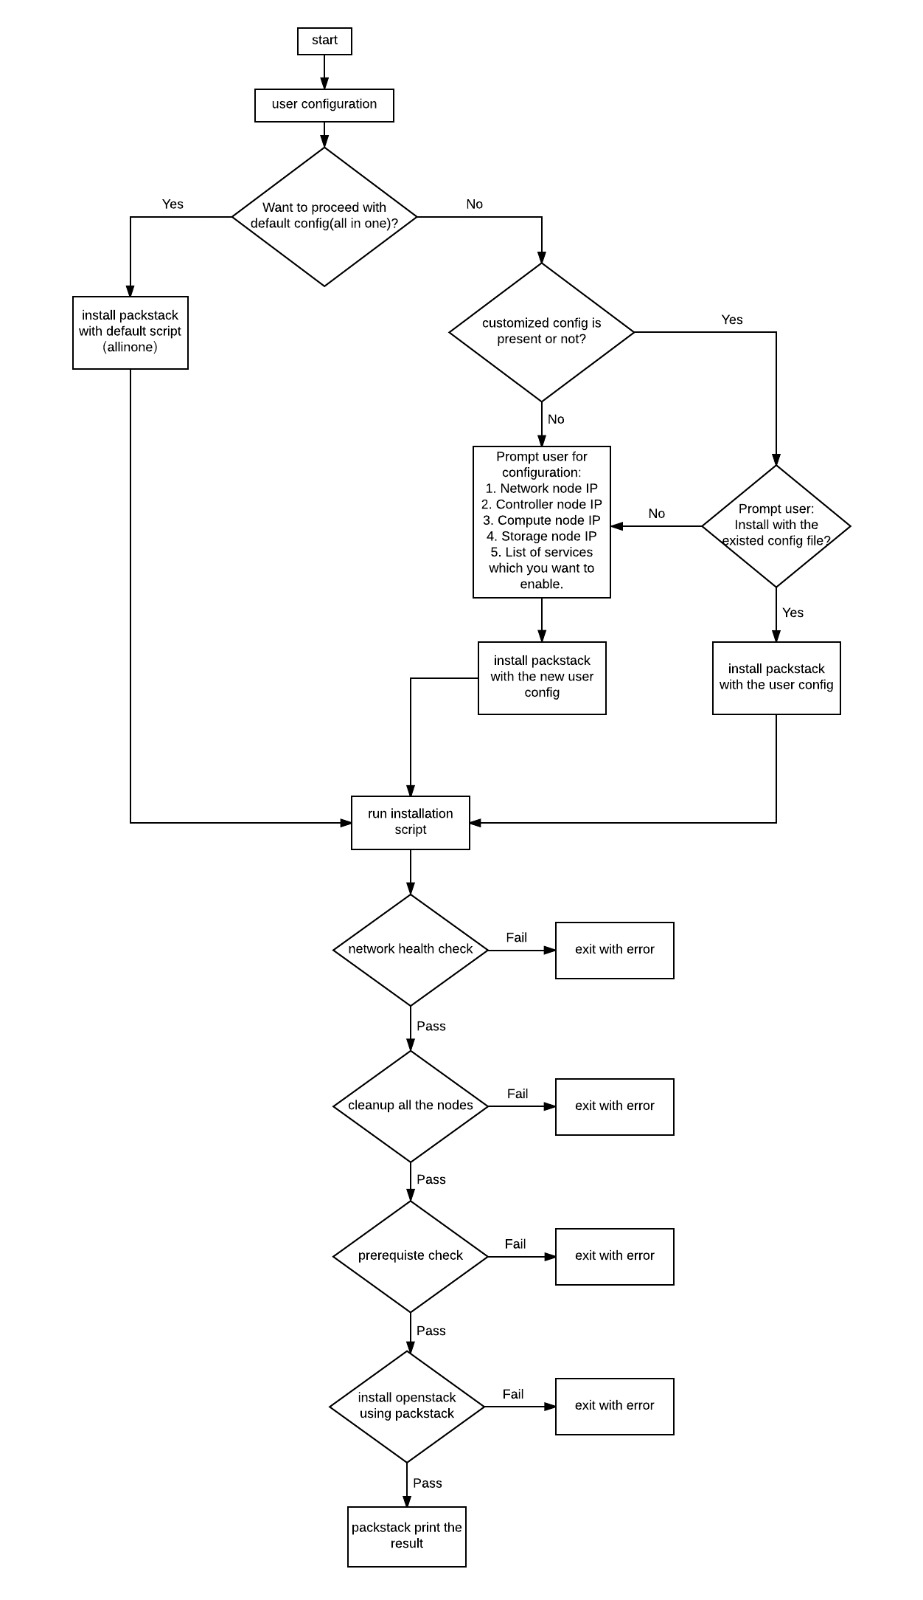 start
user configuration
Want to proceed with
default config(all in one)?
Yes
No
install packstack
with default script
(allinone)
customized config is
present or not?
Yes
No
Prompt user for
configuration:
1. Network node IP
2. Controller node IP
3. Compute node IP
4. Storage node IP
5. List of services
which you want to
enable.
No
Prompt user:
Install with the
existed config file?
Yes
install packstack
with the new user
config
install packstack
with the user config
run installation
script
network health check
Fail
exit with error
Pass
cleanup all the nodes
Fail
exit with error
Pass
prerequiste check
Fail
exit with error
Pass
install openstack
using packstack
Fail
exit with error
Pass
packstack print the
result